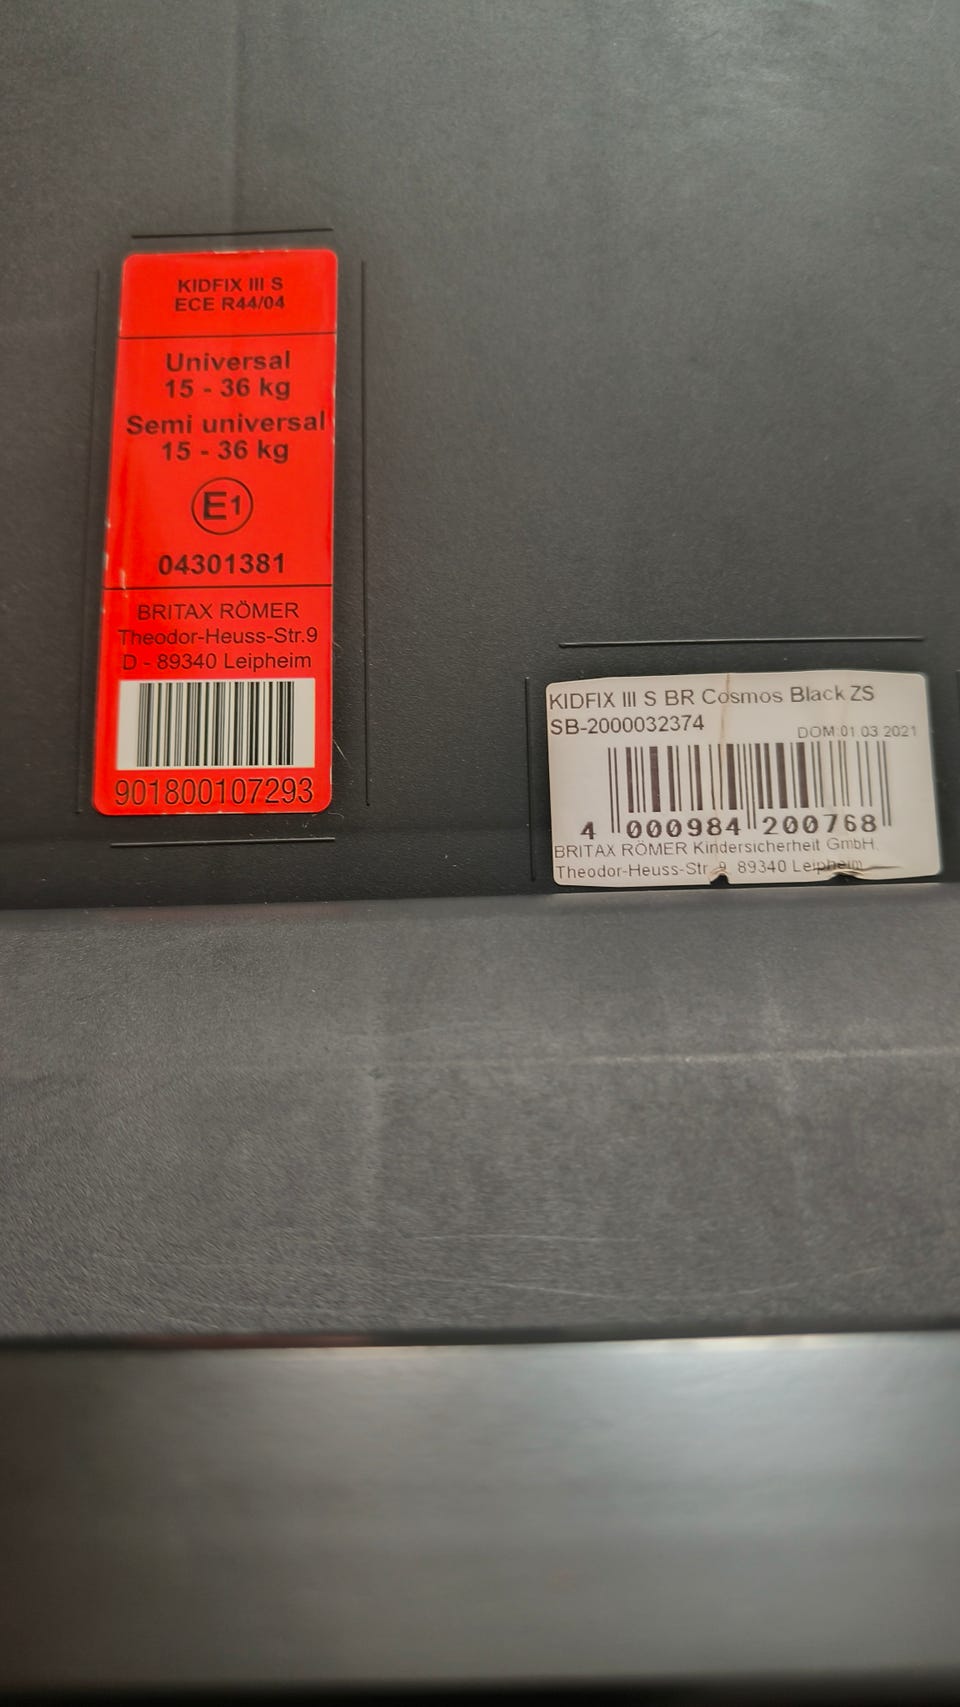 KIDFIX III S
ECE R44/04
Universal
15 - 36 kg
Semi universal
15 - 36 kg
E1
04301381
BRITAX RÖMER
Theodor-Heuss-Str.9
D - 89340 Leipheim
901800107293
KIDFIX III S BR Cosmos Black ZS
SB-2000032374
DOM:01.03.2021
4 000984 200768
BRITAX RÖMER Kindersicherheit GmbH.
Theodor-Heuss-Str. 9, 89340 Leipheim